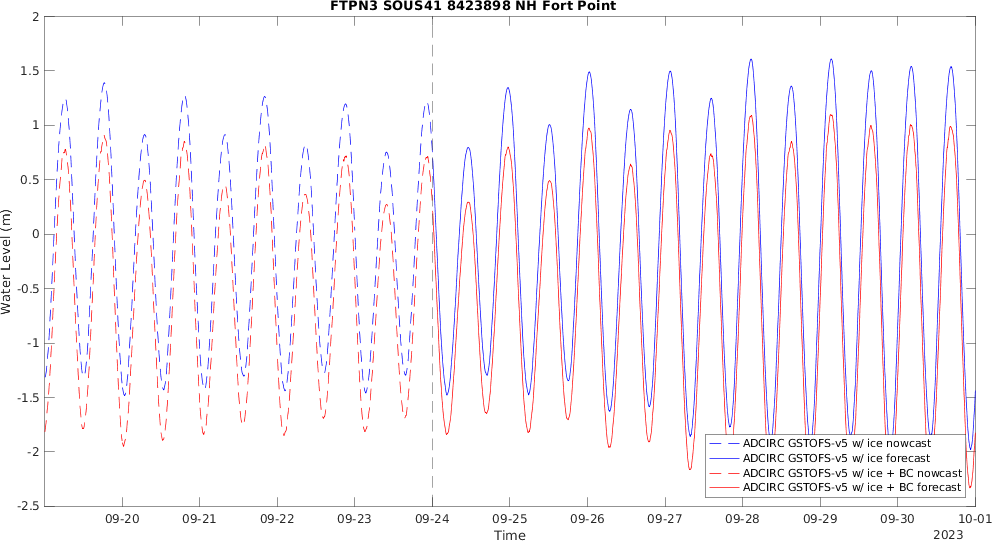 FTPN3 SOUS41 8423898 NH Fort Point
2
1.5
1
0.5
0
-0.5
-1
-1.5
-2
-2.5
Water Level (m)
ADCIRC GSTOFS-v5 w/ ice nowcast
ADCIRC GSTOFS-v5 w/ ice forecast
ADCIRC GSTOFS-v5 w/ ice + BC nowcast
ADCIRC GSTOFS-v5 w/ ice + BC forecast
09-20 09-21 09-22 09-23 09-24 09-25 09-26 09-27 09-28 09-29 09-30 10-01
Time
2023